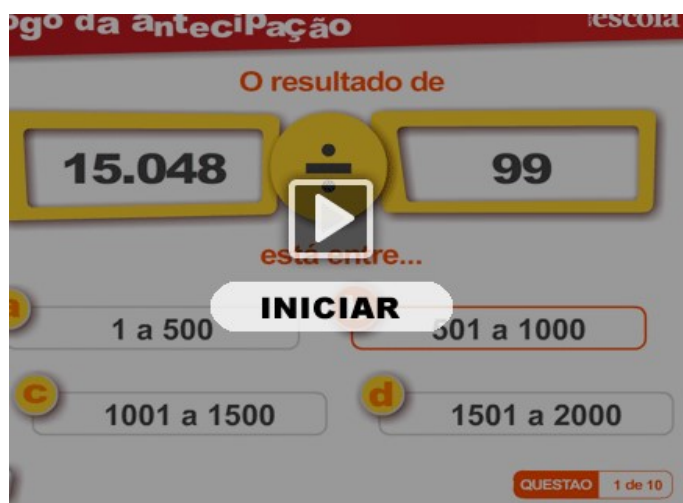 ogo da antecipação
escola
O resultado de
15.048 ÷ 99
está entre...
INICIAR
a 1 a 500
501 a 1000
c 1001 a 1500
d 1501 a 2000
QUESTAO 1 de 10